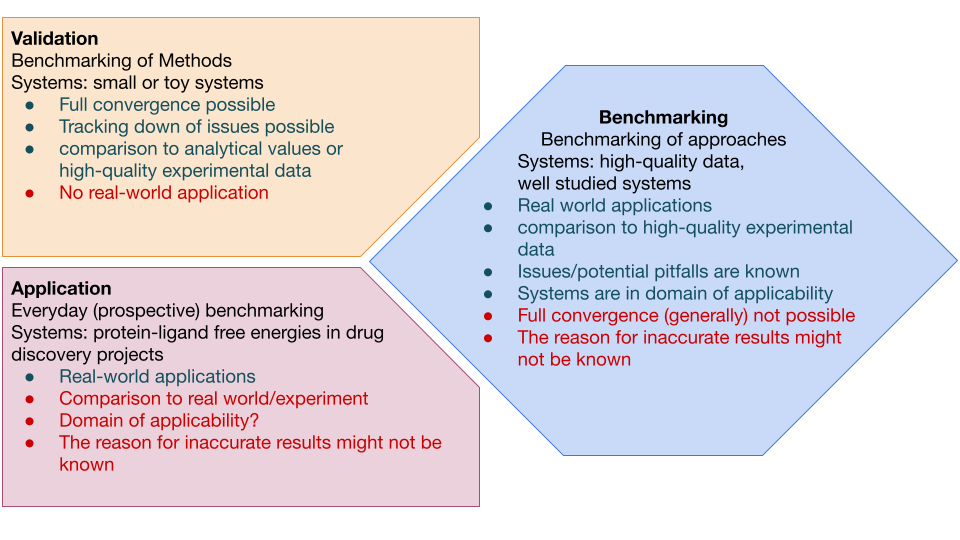 Validation
Benchmarking of Methods
Systems: small or toy systems
● Full convergence possible
● Tracking down of issues possible
● comparison to analytical values or
high-quality experimental data
● No real-world application
Application
Everyday (prospective) benchmarking
Systems: protein-ligand free energies in drug
discovery projects
● Real-world applications
● Comparison to real world/experiment
● Domain of applicability?
● The reason for inaccurate results might not be
known
Benchmarking
Benchmarking of approaches
Systems: high-quality data,
well studied systems
● Real world applications
● comparison to high-quality experimental
data
● Issues/potential pitfalls are known
● Systems are in domain of applicability
● Full convergence (generally) not possible
● The reason for inaccurate results might
not be known